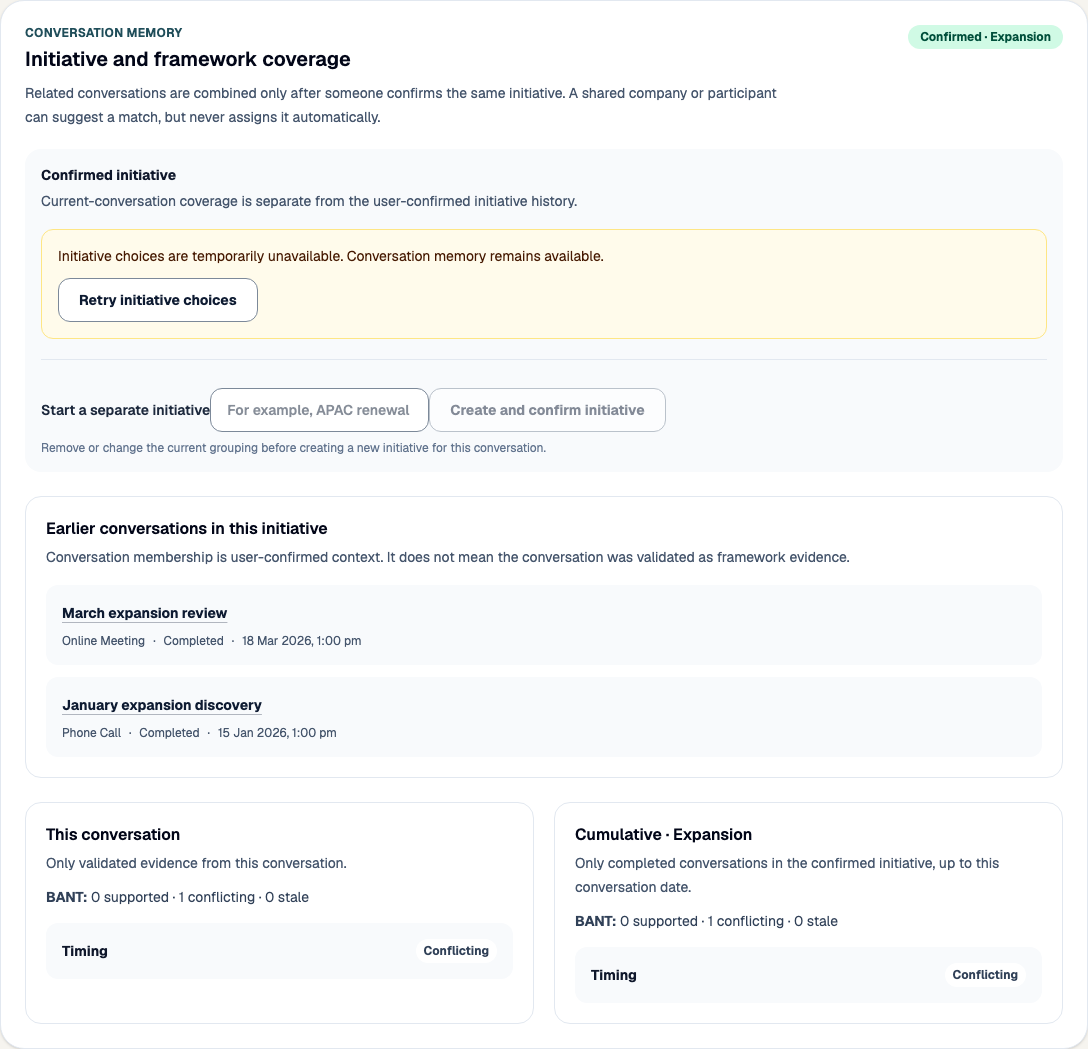 CONVERSATION MEMORY
Confirmed · Expansion
Initiative and framework coverage
Related conversations are combined only after someone confirms the same initiative. A shared company or participant
can suggest a match, but never assigns it automatically.
Confirmed initiative
Current-conversation coverage is separate from the user-confirmed initiative history.
Initiative choices are temporarily unavailable. Conversation memory remains available.
Retry initiative choices
Start a separate initiative
For example, APAC renewal
Create and confirm initiative
Remove or change the current grouping before creating a new initiative for this conversation.
Earlier conversations in this initiative
Conversation membership is user-confirmed context. It does not mean the conversation was validated as framework evidence.
March expansion review
Online Meeting · Completed · 18 Mar 2026, 1:00 pm
January expansion discovery
Phone Call · Completed · 15 Jan 2026, 1:00 pm
This conversation
Only validated evidence from this conversation.
BANT: 0 supported · 1 conflicting · 0 stale
Timing
Conflicting
Cumulative · Expansion
Only completed conversations in the confirmed initiative, up to this
conversation date.
BANT: 0 supported · 1 conflicting · 0 stale
Timing
Conflicting